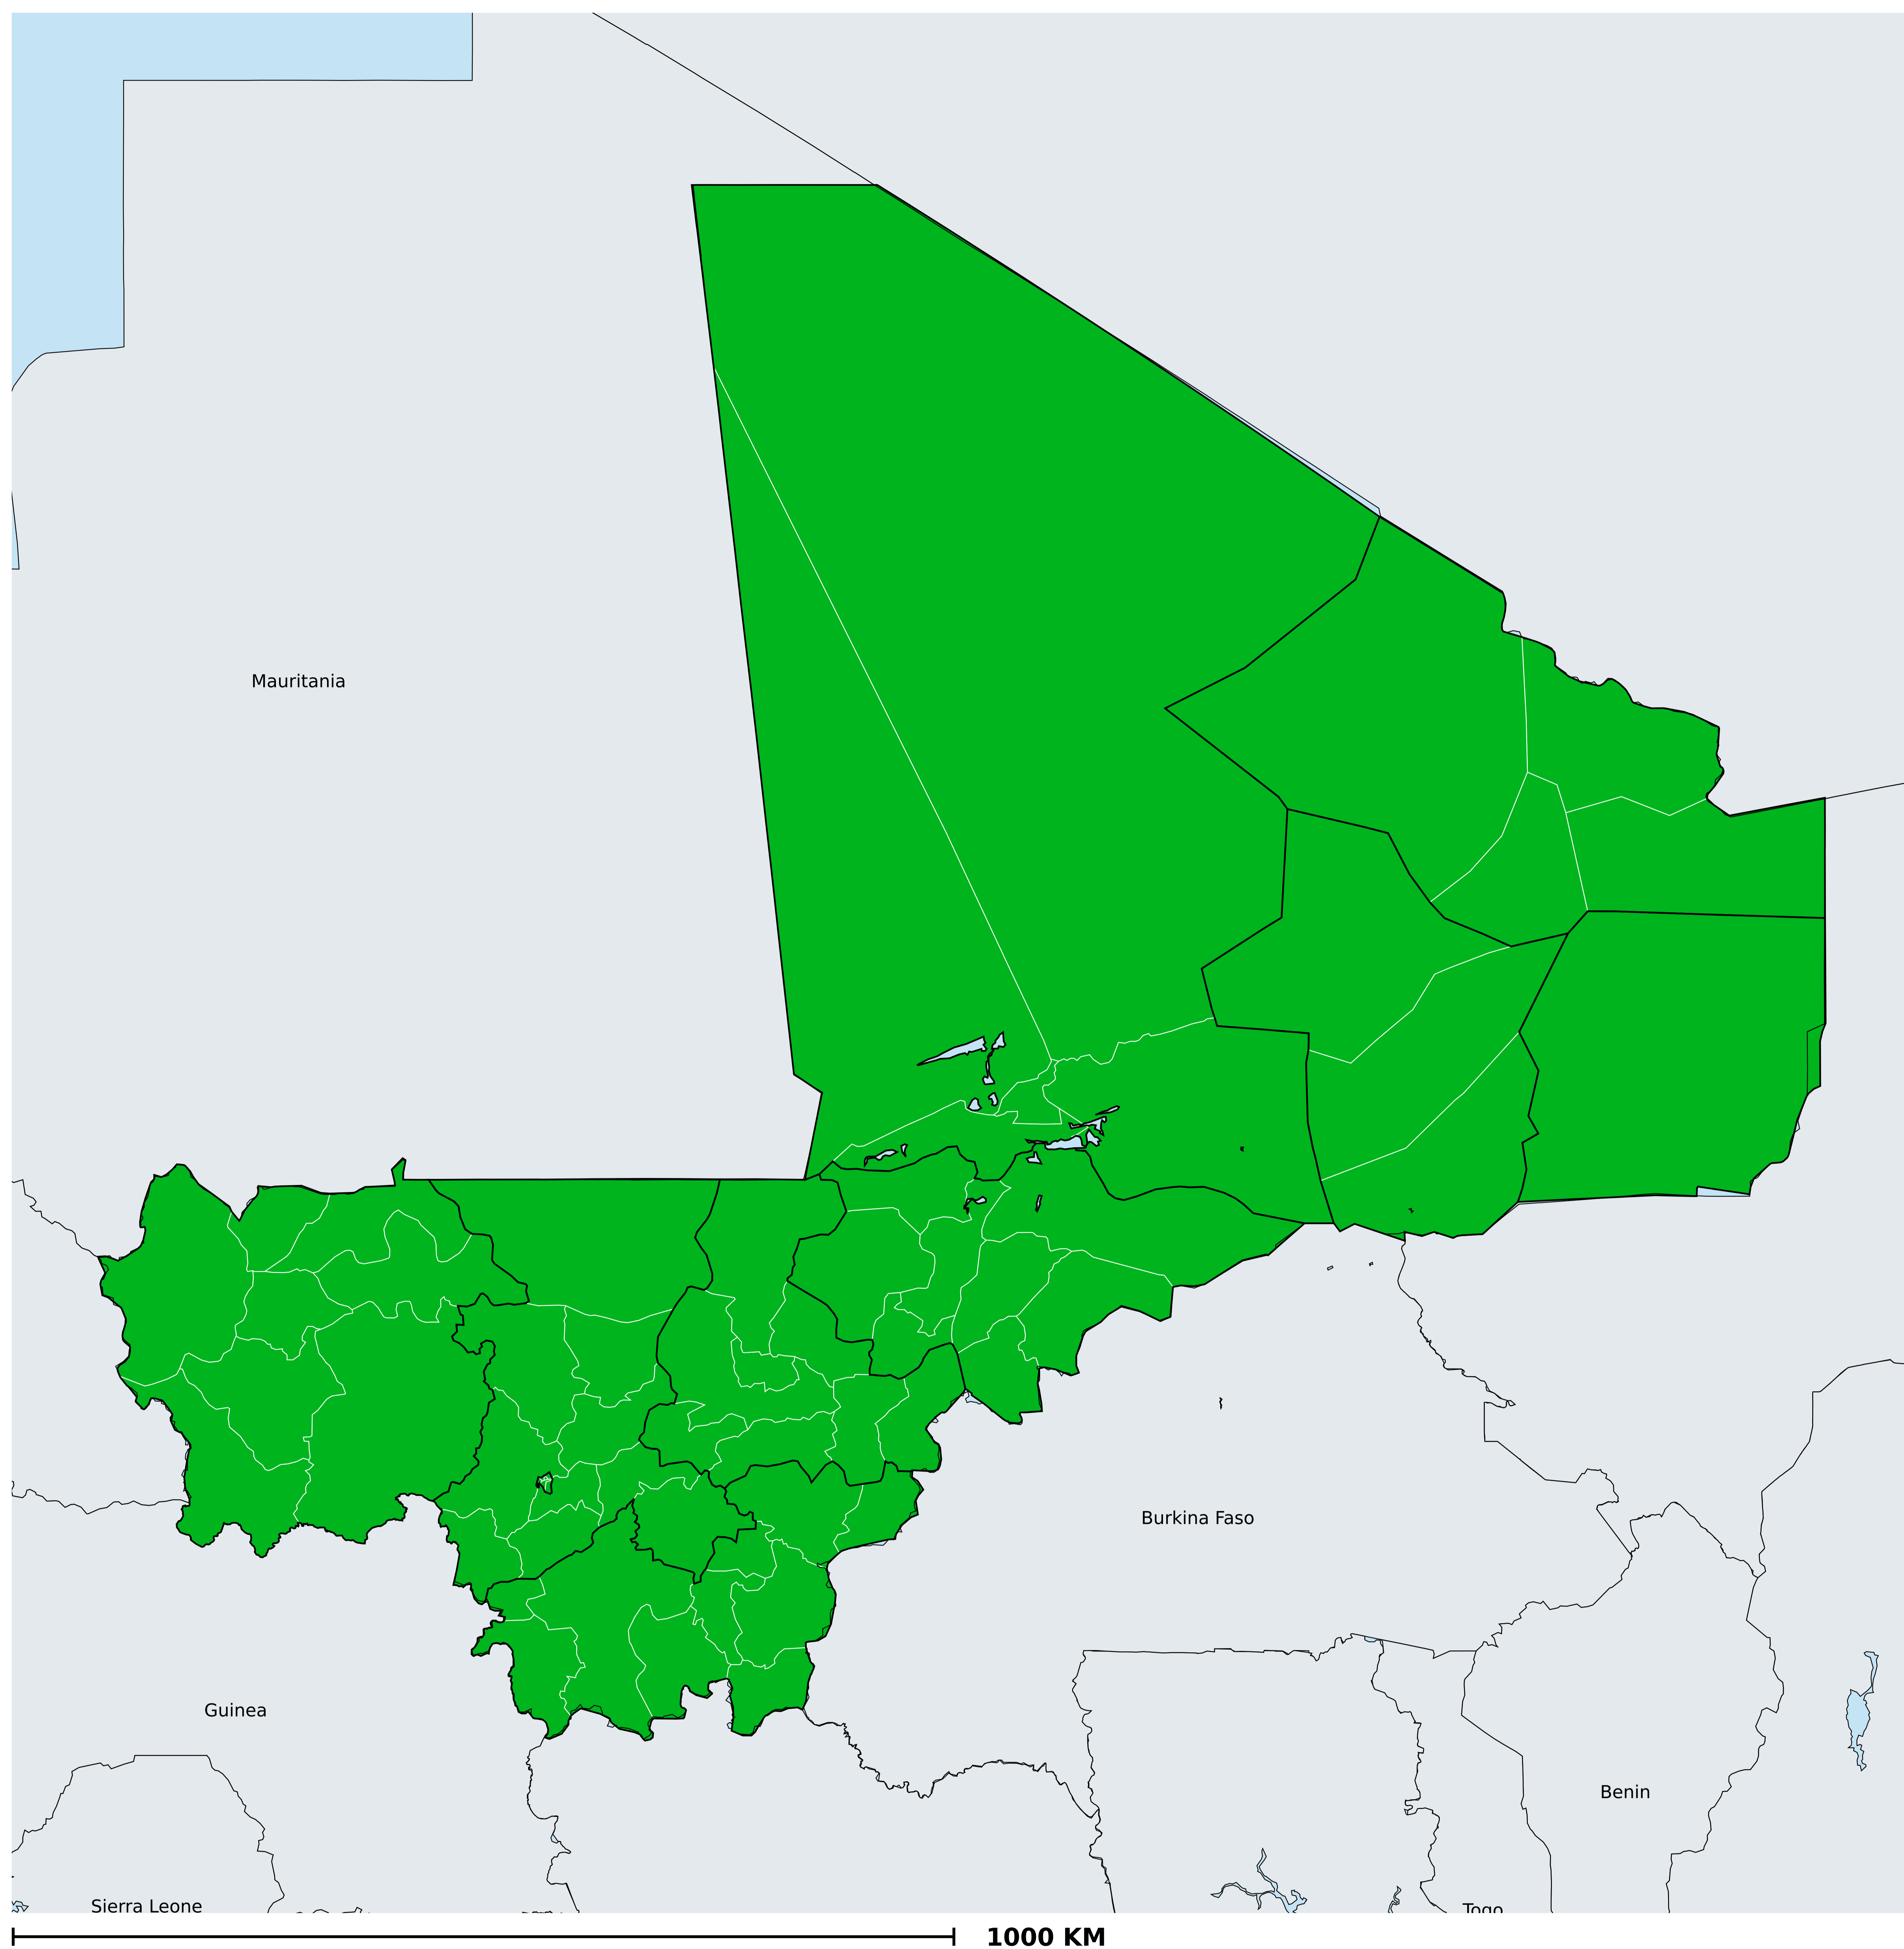 Mauritania
Burkina Faso
Guinea
Benin
Sierra Leone
Togo
1000 KM